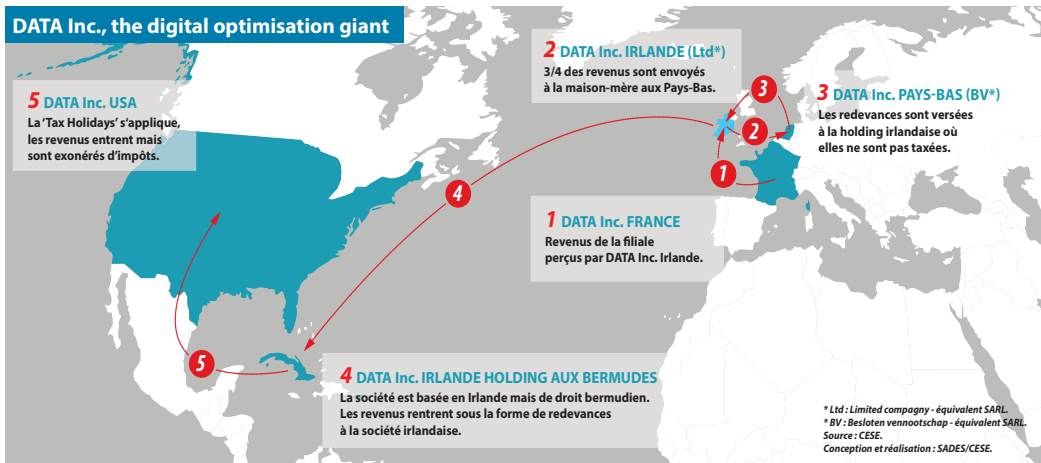 DATA Inc., the digital optimisation giant
5 DATA Inc. USA
La ‘Tax Holidays’ s’applique,
les revenus entrent mais
sont exonérés d’impôts.
2 DATA Inc. IRLANDE (Ltd*)
3/4 des revenus sont envoyés
à la maison-mère aux Pays-Bas.
3 DATA Inc. PAYS-BAS (BV*)
Les redevances sont versées
à la holding irlandaise où
elles ne sont pas taxées.
3
2
1
4
1 DATA Inc. FRANCE
Revenus de la filiale
perçus par DATA Inc. Irlande.
5
4 DATA Inc. IRLANDE HOLDING AUX BERMUDES
La société est basée en Irlande mais de droit bermudien.
Les revenus rentrent sous la forme de redevances
à la société irlandaise.
* Ltd : Limited compagny - équivalent SARL.
* BV : Besloten vennootschap - équivalent SARL.
Source : CESE.
Conception et réalisation : SADES/CESE.